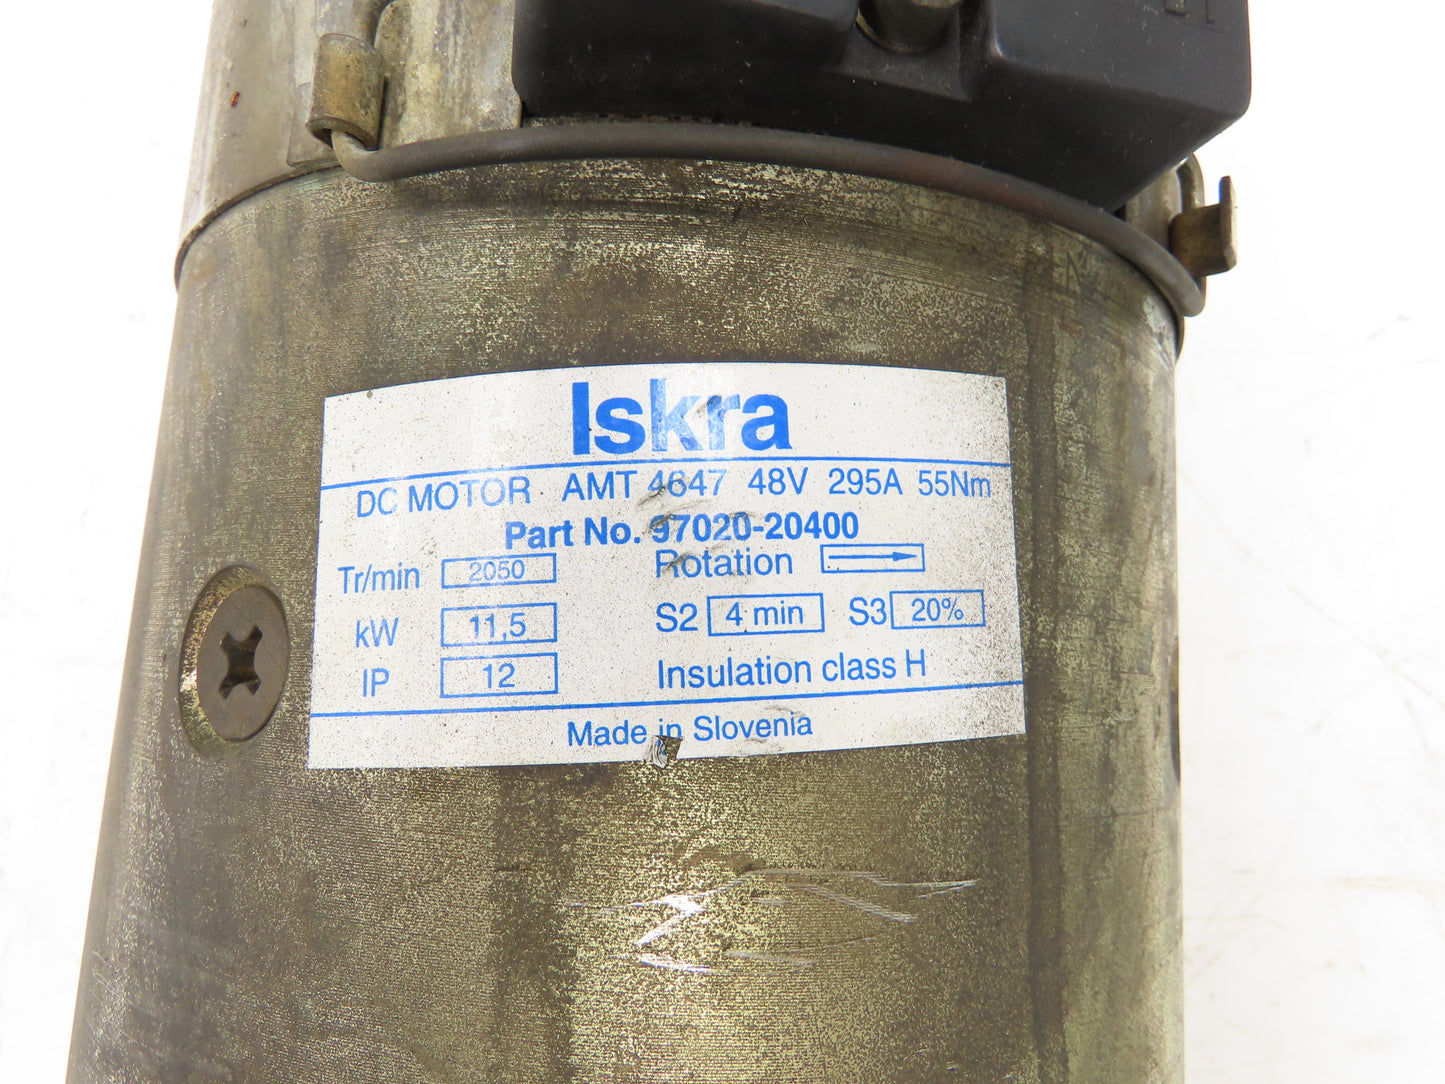 Iskra
DC MOTOR AMT 4647 48V 295A 55Nm
Part No. 97020-20400
Tr/min 2050 Rotation
kW 11,5 S2 4 min S3 20%
IP 12 Insulation class H
Made in Slovenia